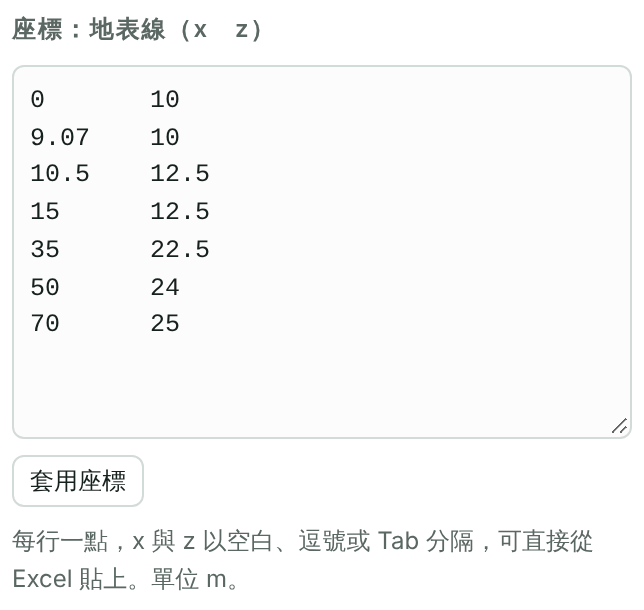 座標：地表線（x　z）
0	10
9.07	10
10.5	12.5
15	12.5
35	22.5
50	24
70	25
套用座標
每行一點，x 與 z 以空白、逗號或 Tab 分隔，可直接從
Excel 貼上。單位 m。